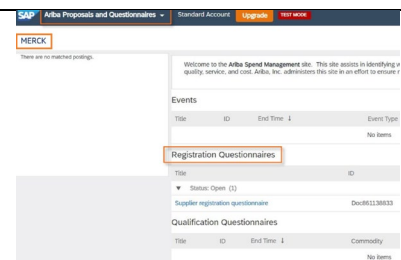 SAP Ariba Proposals and Questionnaires Standard Account Upgrade TEST MODE
MERCK
There are no matched postings.
Welcome to the Ariba Spend Management site. This site assists in identifying
quality, service, and cost. Ariba, Inc. administers this site in an effort to ensure
Events
Title ID End Time ↓ Event Type
No items
Registration Questionnaires
Title ID
▼ Status: Open (1)
Supplier registration questionnaire Doc861136633
Qualification Questionnaires
Title ID End Time ↓ Commodity
No items